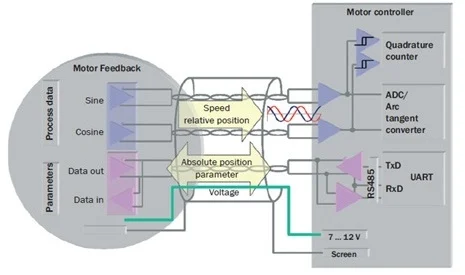 Motor controller
Motor Feedback
Process data
Sine
Cosine
Parameters
Data out
Data in
Speed
relative position
Absolute position
parameter
Voltage
Quadrature
counter
ADC/
Arc
tangent
converter
RS485
TxD
RxD
UART
7 ... 12 V
Screen